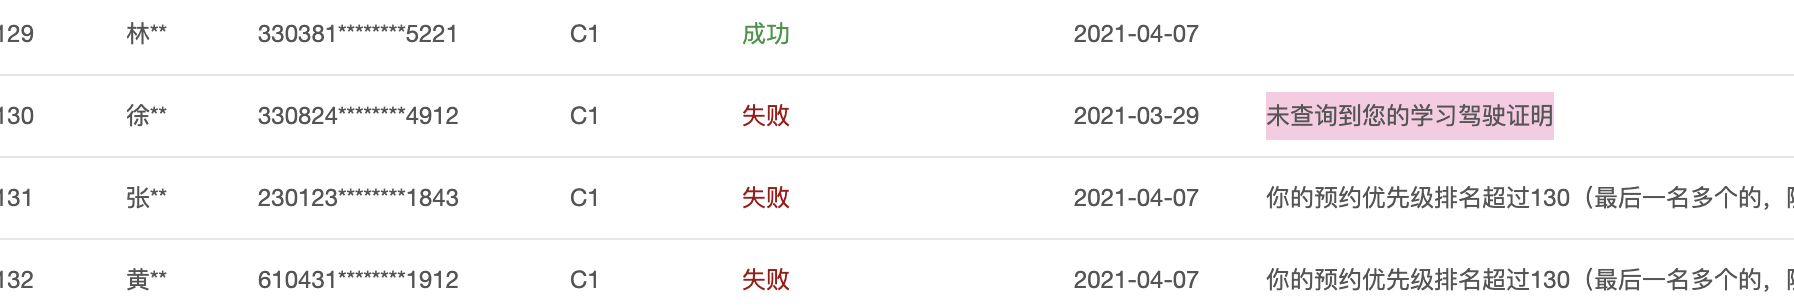 129 林** 330381********5221 C1 成功 2021-04-07
130 徐** 330824********4912 C1 失败 2021-03-29 未查询到您的学习驾驶证明
131 张** 230123********1843 C1 失败 2021-04-07 你的预约优先级排名超过130（最后一名多个的，
132 黄** 610431********1912 C1 失败 2021-04-07 你的预约优先级排名超过130（最后一名多个的，